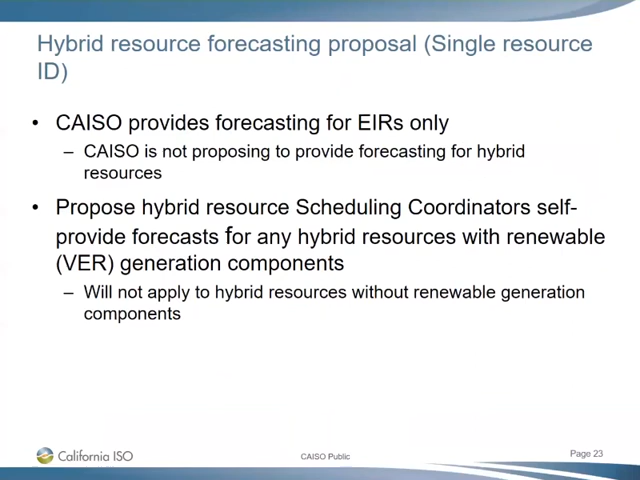 Hybrid resource forecasting proposal (Single resource
ID)
• CAISO provides forecasting for EIRs only
– CAISO is not proposing to provide forecasting for hybrid
resources
• Propose hybrid resource Scheduling Coordinators self-
provide forecasts for any hybrid resources with renewable
(VER) generation components
– Will not apply to hybrid resources without renewable generation
components
California ISO
CAISO Public
Page 23